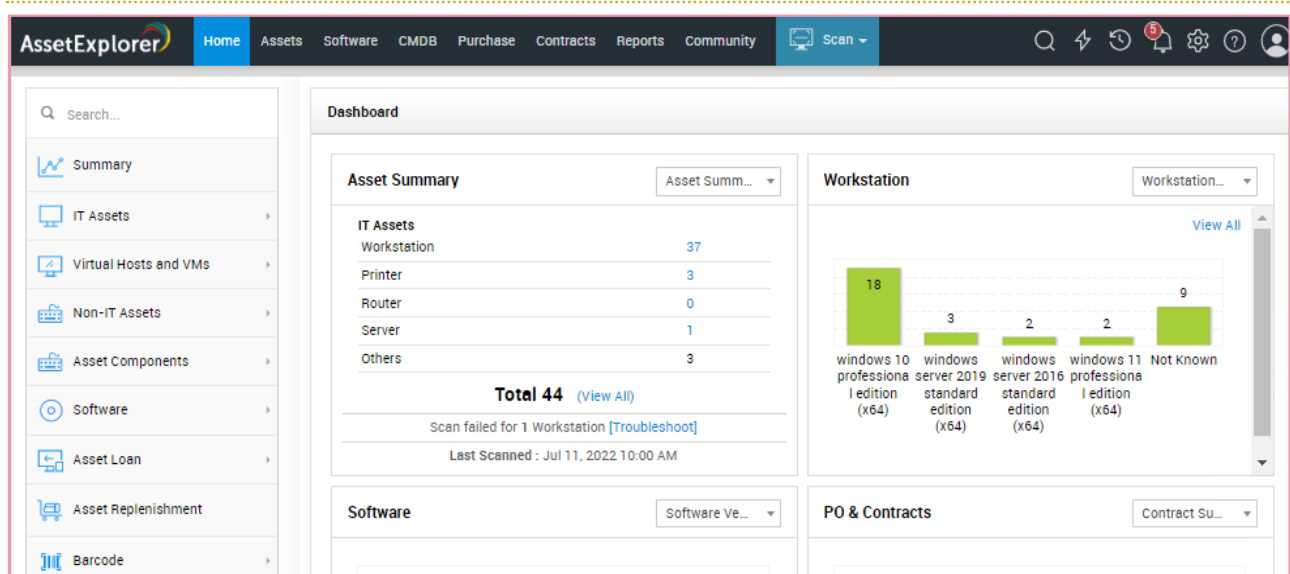 AssetExplorer Home Assets Software CMDB Purchase Contracts Reports Community Scan 5
Search...
Summary
IT Assets
Virtual Hosts and VMs
Non-IT Assets
Asset Components
Software
Asset Loan
Asset Replenishment
Barcode
Dashboard
Asset Summary Asset Summ...
IT Assets
Workstation 37
Printer 3
Router 0
Server 1
Others 3
Total 44 (View All)
Scan failed for 1 Workstation [Troubleshoot]
Last Scanned : Jul 11, 2022 10:00 AM
Workstation Workstation...
View All
18 3 2 2 9
windows 10 professiona l edition (x64)
windows server 2019 standard edition (x64)
windows server 2016 standard edition (x64)
windows 11 professiona l edition (x64)
Not Known
Software Software Ve...
PO & Contracts Contract Su...